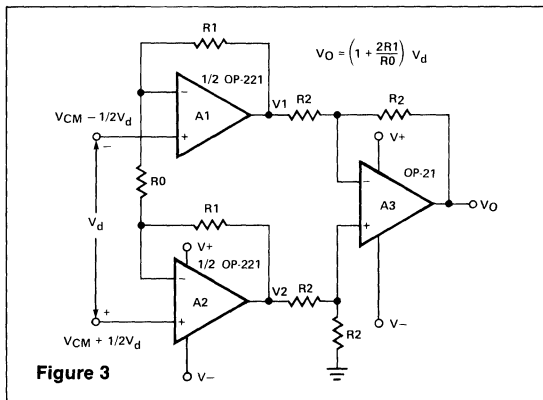 R1
VO = (1 + 2R1/R0) Vd
1/2 OP-221
VCM – 1/2Vd
–
A1
+
–
V1
R2
R2
V+
OP-21
R0
Vd
R1
–
A3
+
VO
V+
1/2 OP-221
–
A2
+
V2
R2
R2
V–
+
VCM + 1/2Vd
V–
Figure 3